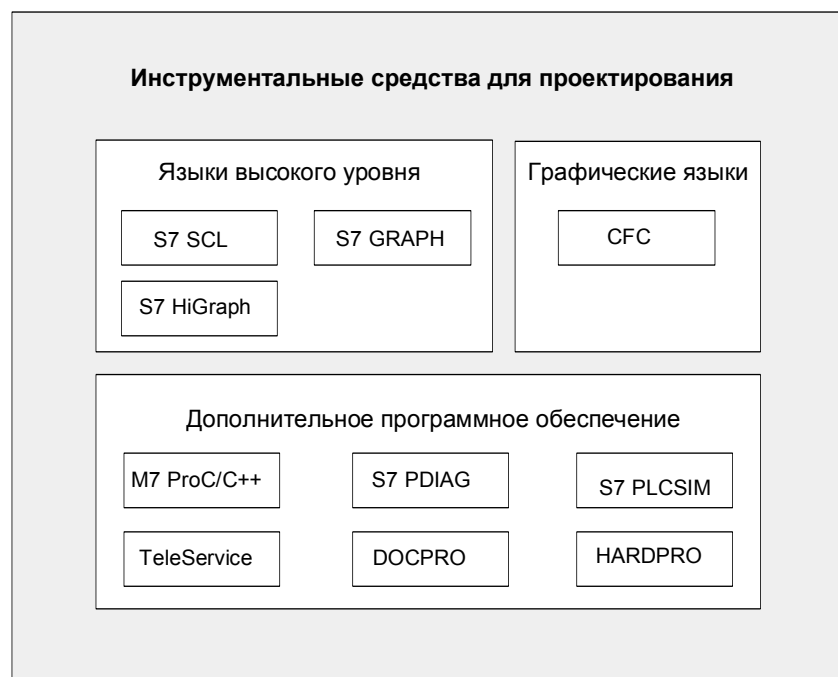 Инструментальные средства для проектирования
Языки высокого уровня
S7 SCL
S7 GRAPH
S7 HiGraph
Графические языки
CFC
Дополнительное программное обеспечение
M7 ProC/C++
S7 PDIAG
S7 PLCSIM
TeleService
DOCPRO
HARDPRO